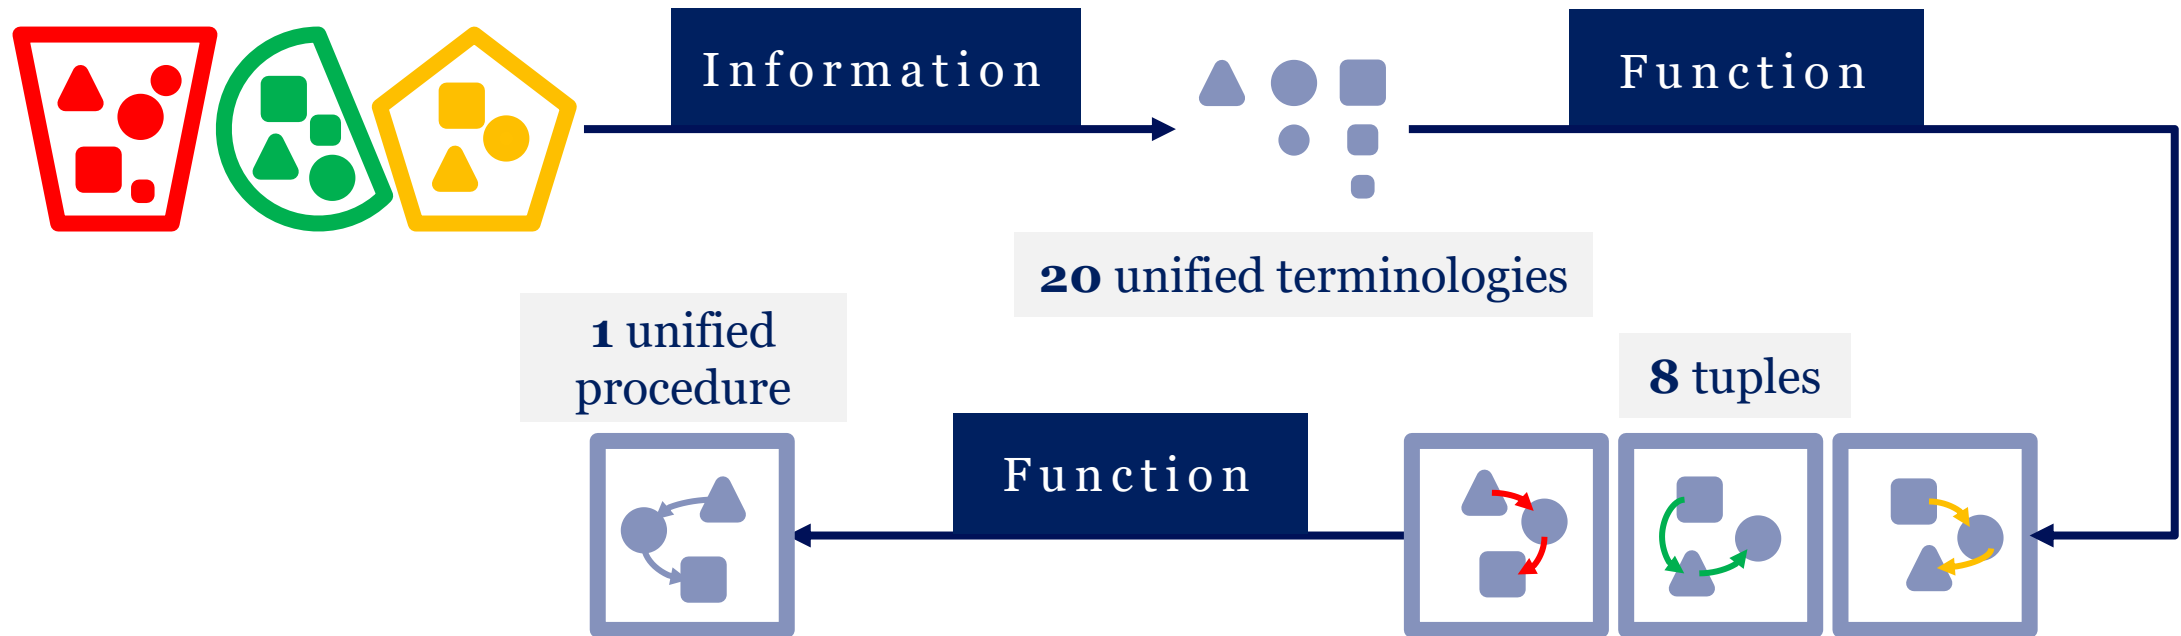 Information
Function
20 unified terminologies
1 unified
procedure
8 tuples
Function